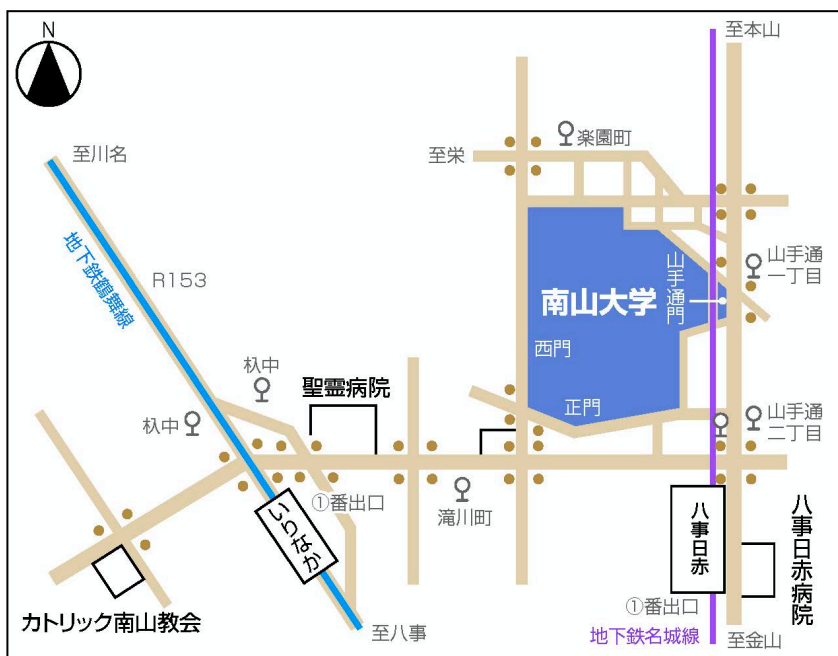 N
至本山
至川名
至栄
楽園町
地下鉄鶴舞線
R153
山手通
一丁目
山手通門
南山大学
西門
正門
杁中
聖霊病院
杁中
山手通
二丁目
①番出口
滝川町
いりなか
八事日赤
八事日赤病院
カトリック南山教会
①番出口
至八事
地下鉄名城線
至金山